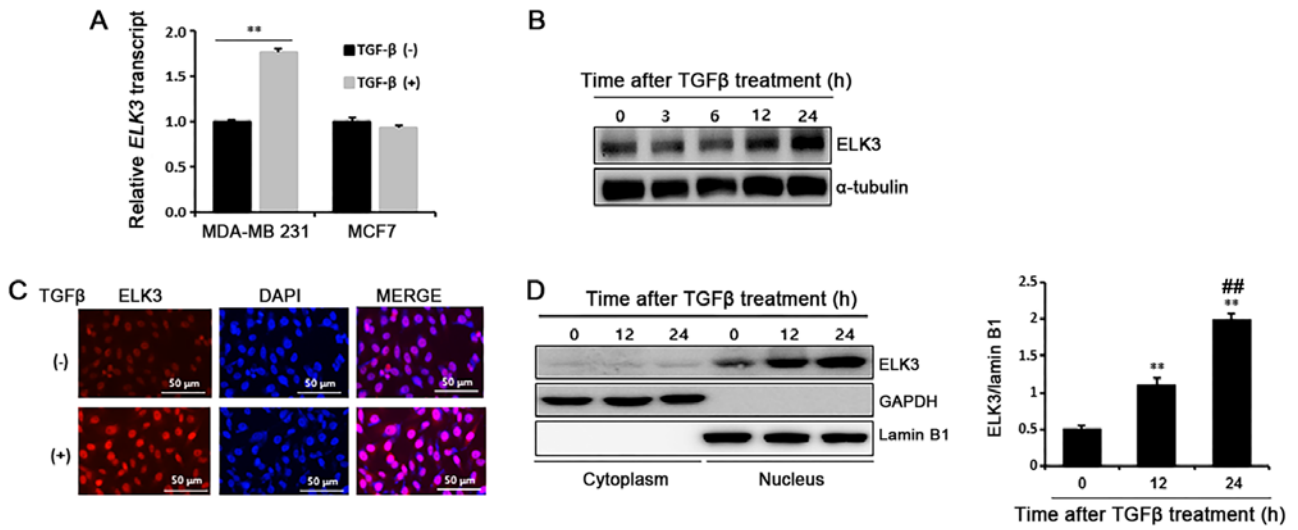 A
Relative ELK3 transcript
2.0
1.5
1.0
0.5
0.0
**
TGF-β (-)
TGF-β (+)
MDA-MB 231
MCF7
B
Time after TGFβ treatment (h)
0 3 6 12 24
ELK3
α-tubulin
C
TGFβ ELK3 DAPI MERGE
(-)
50 μm 50 μm 50 μm
(+)
50 μm 50 μm 50 μm
D
Time after TGFβ treatment (h)
0 12 24 0 12 24
ELK3
GAPDH
Lamin B1
Cytoplasm Nucleus
ELK3/lamin B1
2.5
2
1.5
1
0.5
0
**
##
**
0 12 24
Time after TGFβ treatment (h)